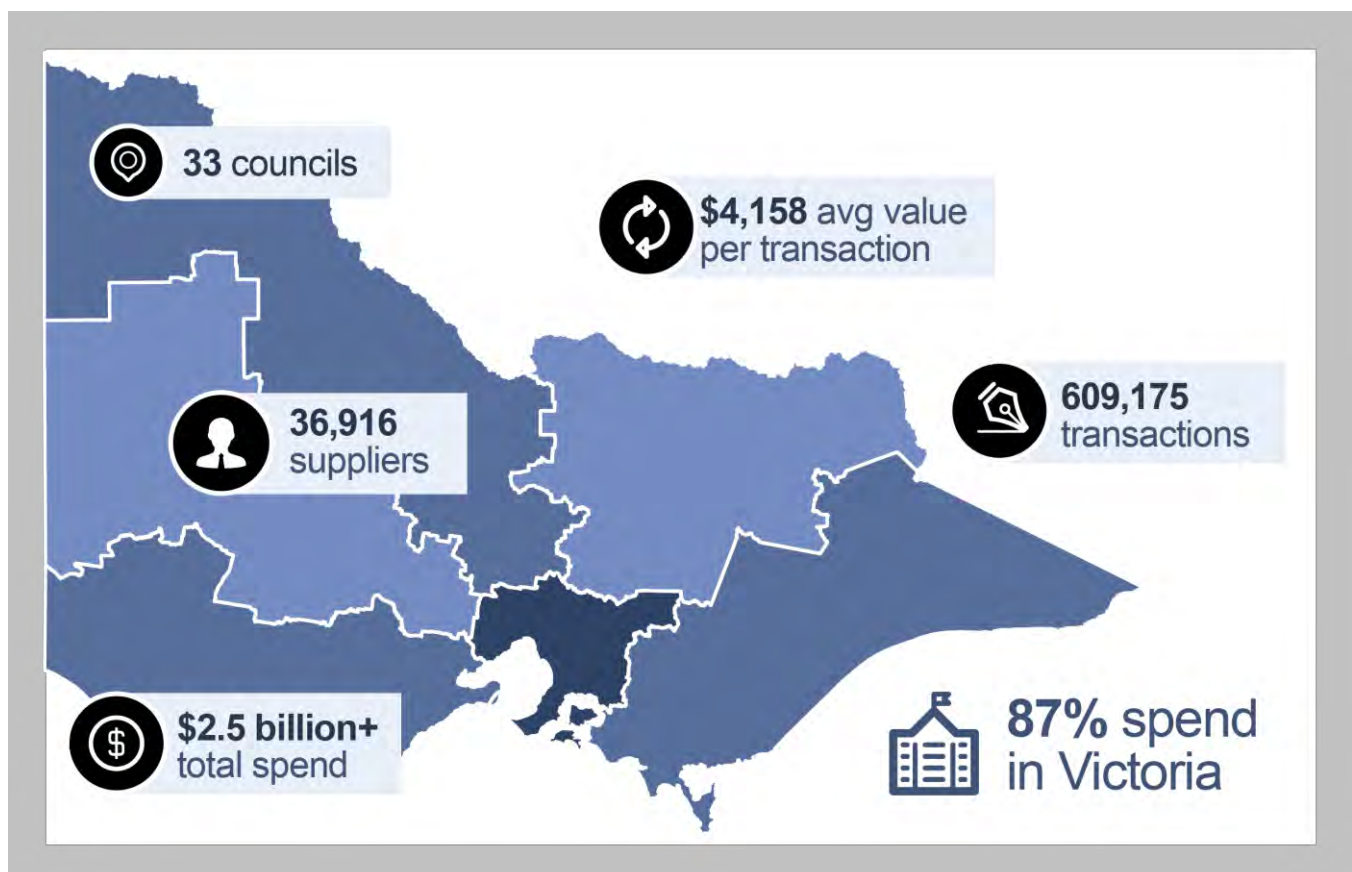 33 councils
$4,158 avg value
per transaction
36,916
suppliers
609,175
transactions
$2.5 billion+
total spend
87% spend
in Victoria